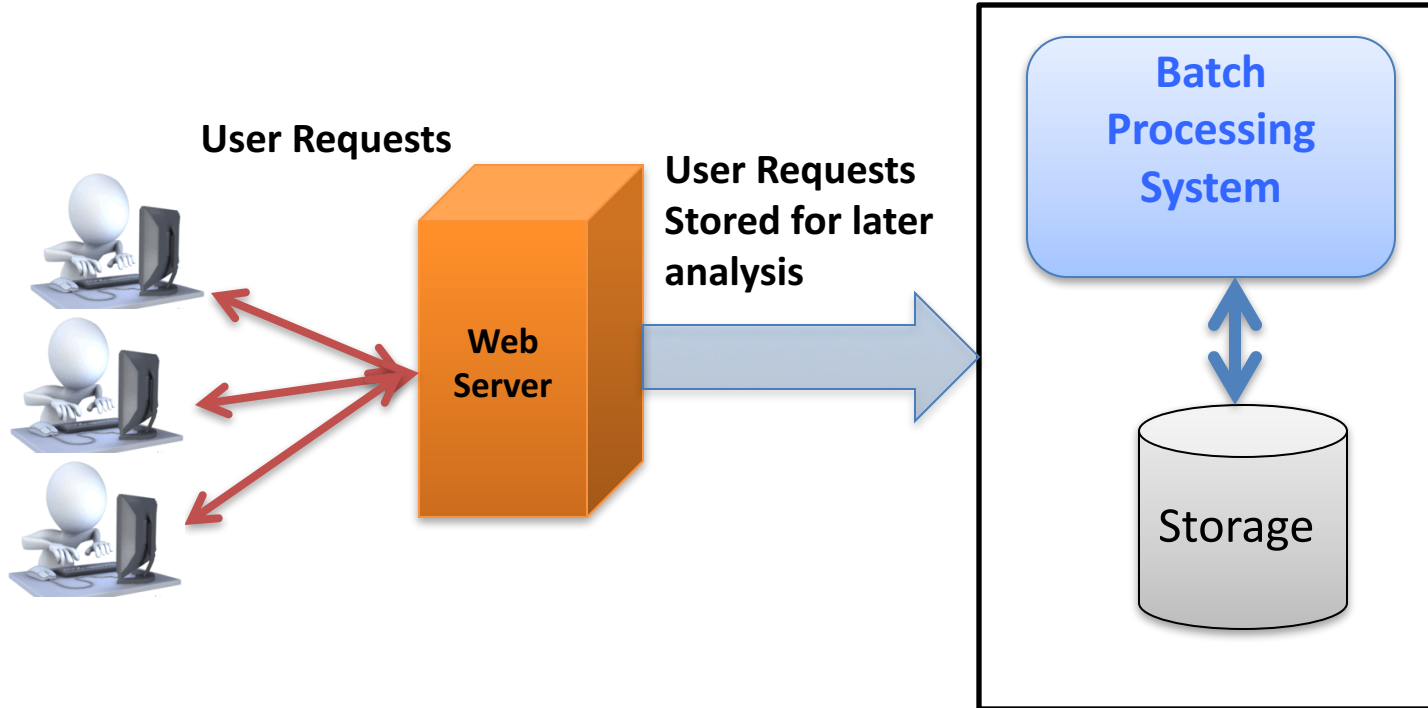 User Requests
Web
Server
User Requests
Stored for later
analysis
Batch
Processing
System
Storage